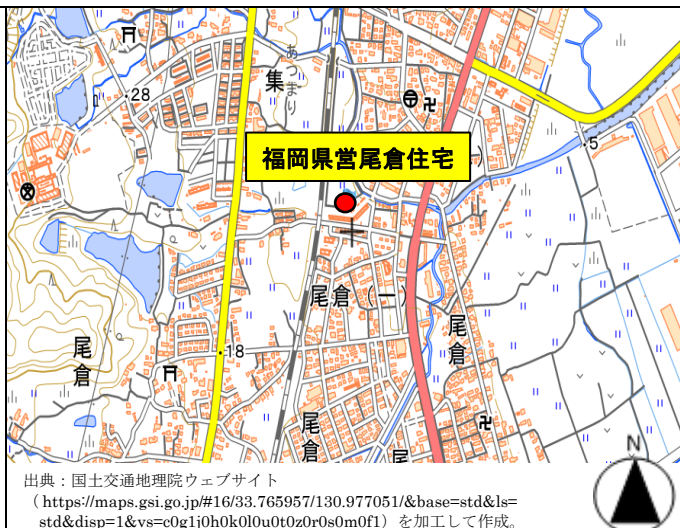 あつまり
集
28
福岡県営尾倉住宅
5
尾倉(一)
尾倉
尾倉
18
尾倉
尾
N
出典：国土交通地理院ウェブサイト
（https://maps.gsi.go.jp/#16/33.765957/130.977051/&base=std&ls=
std&disp=1&vs=c0g1j0h0k0l0u0t0z0r0s0m0f1）を加工して作成。